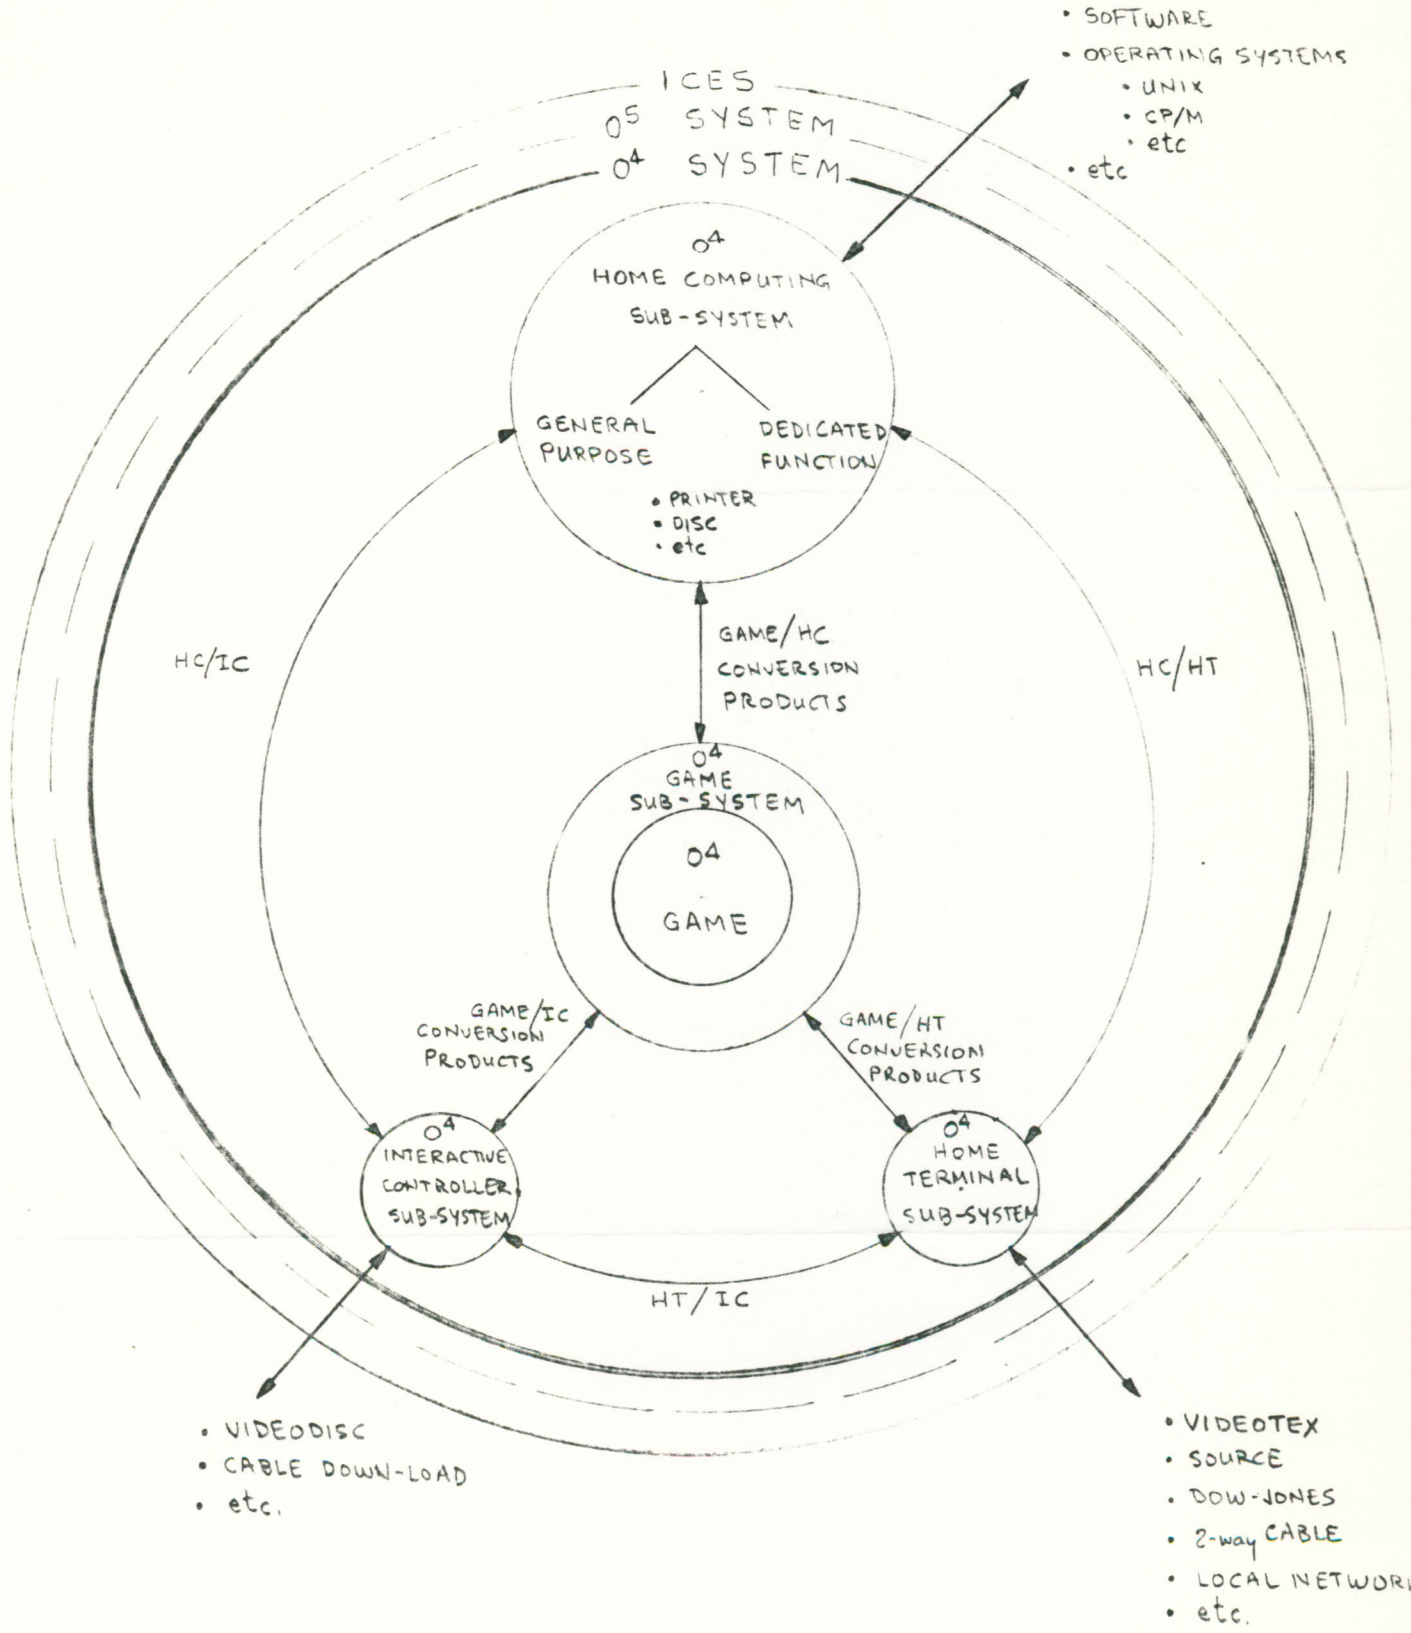 • SOFTWARE
• OPERATING SYSTEMS
• UNIX
• CP/M
• etc
• etc
ICES
O⁵ SYSTEM
O⁴ SYSTEM
O⁴
HOME COMPUTING
SUB-SYSTEM
GENERAL
PURPOSE
DEDICATED
FUNCTION
• PRINTER
• DISC
• etc
HC/IC
GAME/HC
CONVERSION
PRODUCTS
HC/HT
O⁴
GAME
SUB-SYSTEM
O⁴
GAME
GAME/IC
CONVERSION
PRODUCTS
GAME/HT
CONVERSION
PRODUCTS
O⁴
INTERACTIVE
CONTROLLER
SUB-SYSTEM
O⁴
HOME
TERMINAL
SUB-SYSTEM
HT/IC
• VIDEODISC
• CABLE DOWN-LOAD
• etc.
• VIDEOTEX
• SOURCE
• DOW-JONES
• 2-way CABLE
• LOCAL NETWORK
• etc.